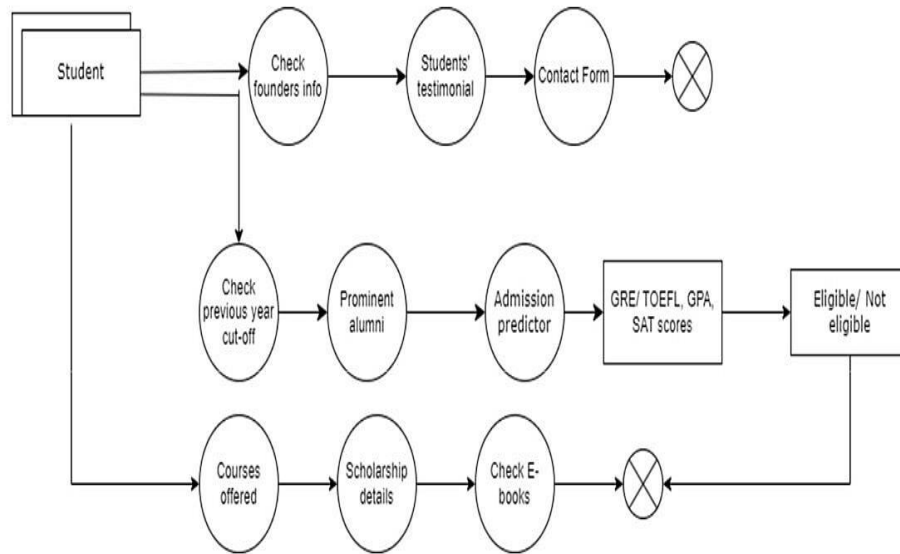 Student
Check
founders info
Students'
testimonial
Contact Form
Check
previous year
cut-off
Prominent
alumni
Admission
predictor
GRE/ TOEFL, GPA,
SAT scores
Eligible/ Not
eligible
Courses
offered
Scholarship
details
Check E-
books